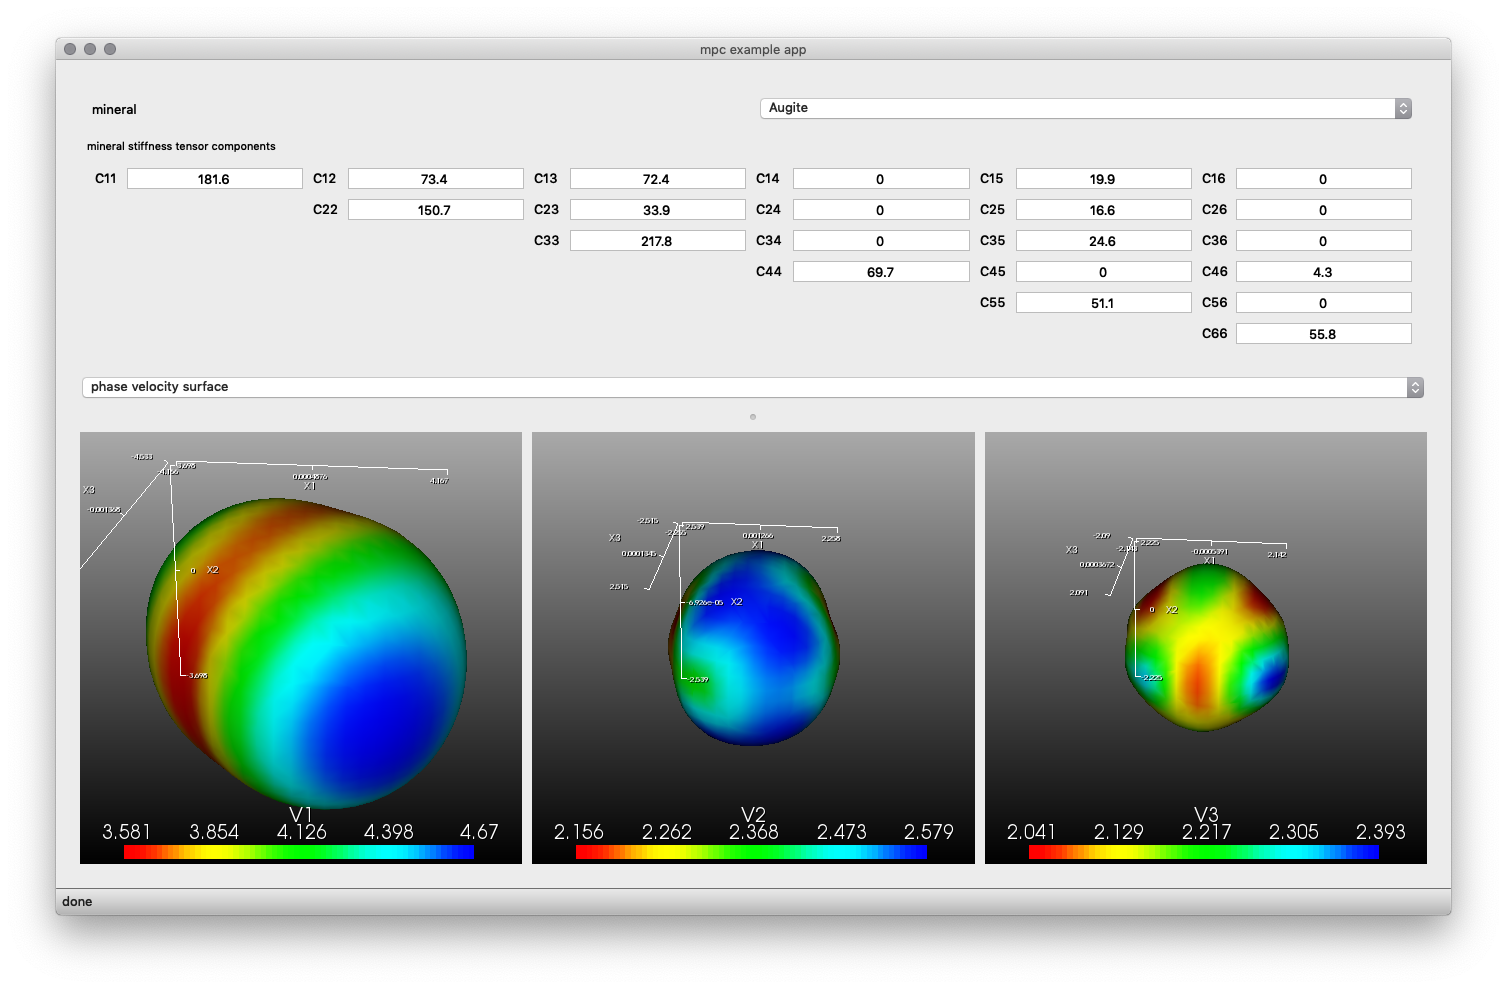 mpc example app
mineral Augite
mineral stiffness tensor components
C11 181.6 C12 73.4 C13 72.4 C14 0 C15 19.9 C16 0
C22 150.7 C23 33.9 C24 0 C25 16.6 C26 0
C33 217.8 C34 0 C35 24.6 C36 0
C44 69.7 C45 0 C46 4.3
C55 51.1 C56 0
C66 55.8
phase velocity surface
-4.533
0.0004876
4.167
X1
X3
-0.001368
0 X2
-3.698
V1
3.581 3.854 4.126 4.398 4.67
-2.515
-2.539
0.001266
2.258
X1
X3
0.0001345
2.515
-6.926e-05 X2
-2.539
V2
2.156 2.262 2.368 2.473 2.579
-2.09
-2.225
-0.0005391
2.142
X1
X3
0.0003672
2.091
0 X2
-2.225
V3
2.041 2.129 2.217 2.305 2.393
done